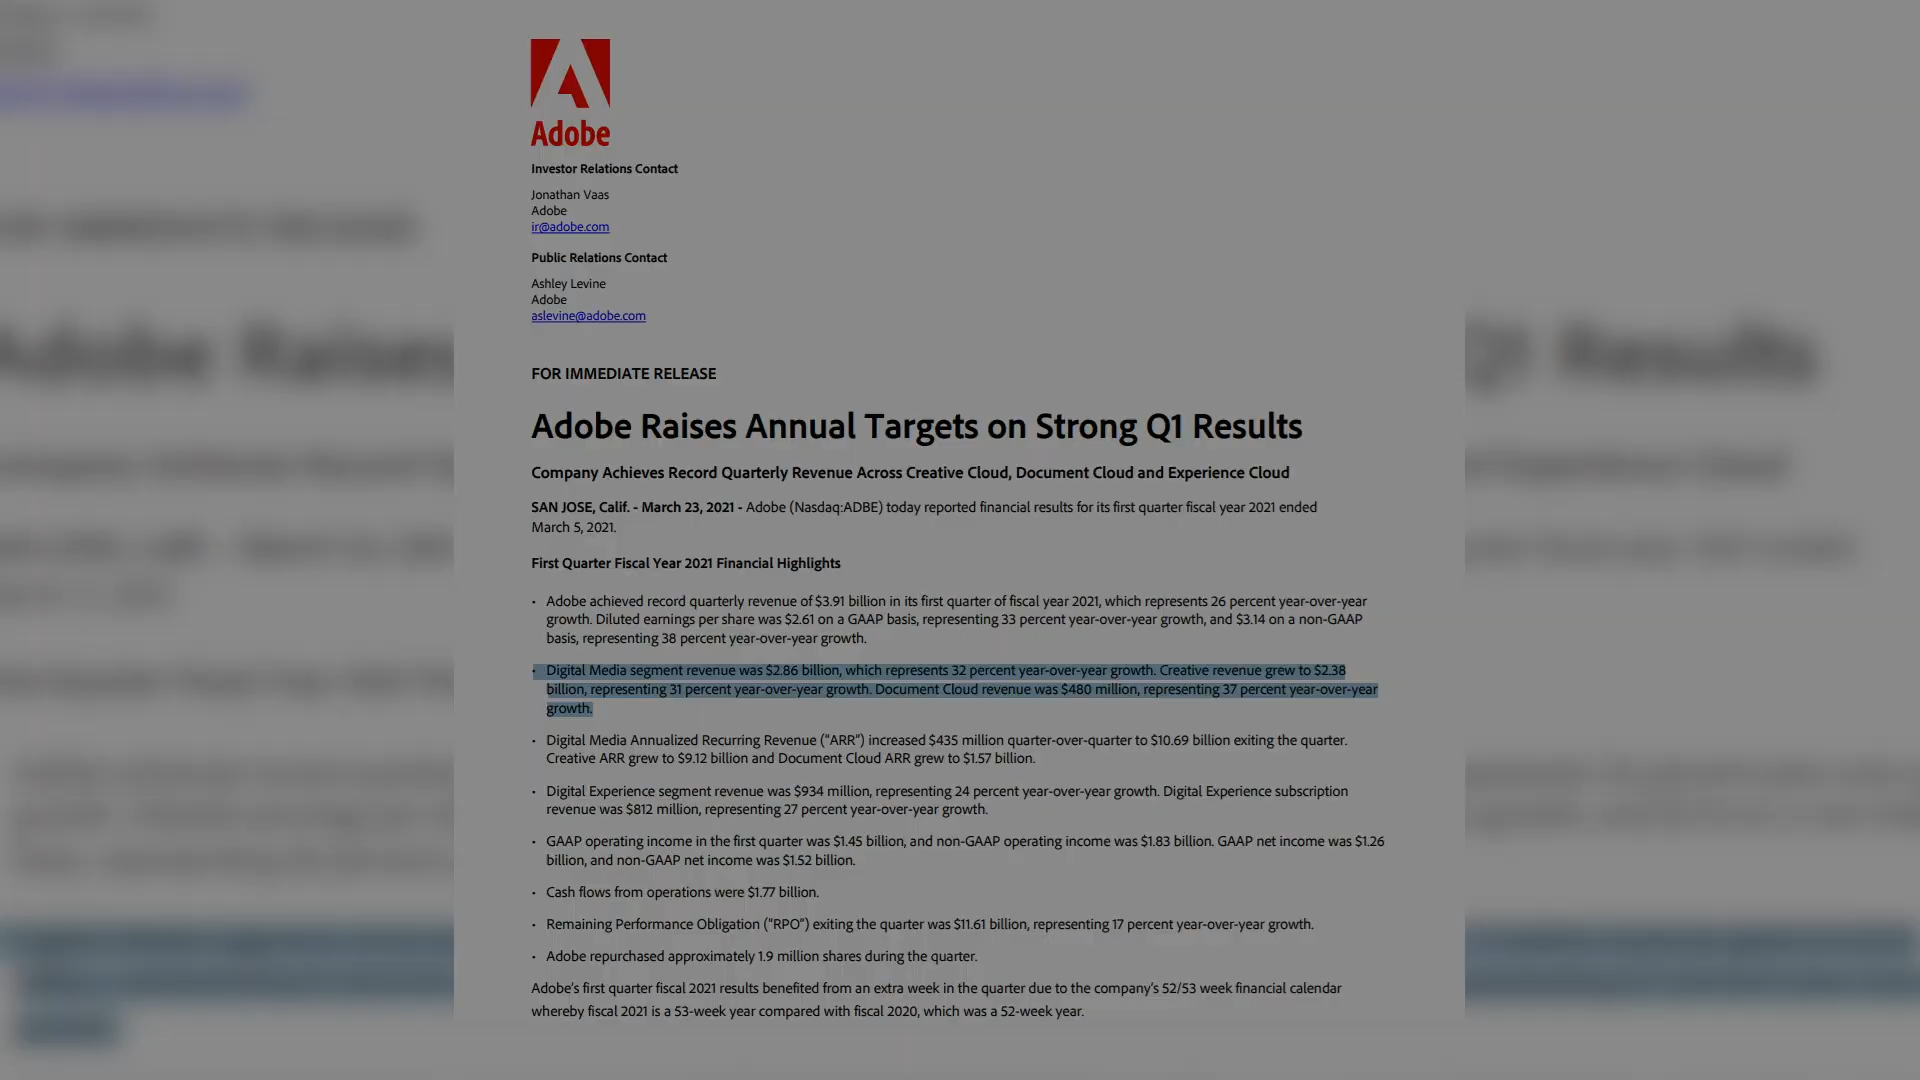 Adobe
Investor Relations Contact
Jonathan Vaas
Adobe
ir@adobe.com
Public Relations Contact
Ashley Levine
Adobe
aslevine@adobe.com
FOR IMMEDIATE RELEASE
Adobe Raises Annual Targets on Strong Q1 Results
Company Achieves Record Quarterly Revenue Across Creative Cloud, Document Cloud and Experience Cloud
SAN JOSE, Calif. - March 23, 2021 - Adobe (Nasdaq:ADBE) today reported financial results for its first quarter fiscal year 2021 ended
March 5, 2021.
First Quarter Fiscal Year 2021 Financial Highlights
• Adobe achieved record quarterly revenue of $3.91 billion in its first quarter of fiscal year 2021, which represents 26 percent year-over-year
growth. Diluted earnings per share was $2.61 on a GAAP basis, representing 33 percent year-over-year growth, and $3.14 on a non-GAAP
basis, representing 38 percent year-over-year growth.
• Digital Media segment revenue was $2.86 billion, which represents 32 percent year-over-year growth. Creative revenue grew to $2.38
billion, representing 31 percent year-over-year growth. Document Cloud revenue was $480 million, representing 37 percent year-over-year
growth.
• Digital Media Annualized Recurring Revenue ("ARR") increased $435 million quarter-over-quarter to $10.69 billion exiting the quarter.
Creative ARR grew to $9.12 billion and Document Cloud ARR grew to $1.57 billion.
• Digital Experience segment revenue was $934 million, representing 24 percent year-over-year growth. Digital Experience subscription
revenue was $812 million, representing 27 percent year-over-year growth.
• GAAP operating income in the first quarter was $1.45 billion, and non-GAAP operating income was $1.83 billion. GAAP net income was $1.26
billion, and non-GAAP net income was $1.52 billion.
• Cash flows from operations were $1.77 billion.
• Remaining Performance Obligation ("RPO") exiting the quarter was $11.61 billion, representing 17 percent year-over-year growth.
• Adobe repurchased approximately 1.9 million shares during the quarter.
Adobe's first quarter fiscal 2021 results benefited from an extra week in the quarter due to the company's 52/53 week financial calendar
whereby fiscal 2021 is a 53-week year compared with fiscal 2020, which was a 52-week year.
Adobe Raises
Q1 Results